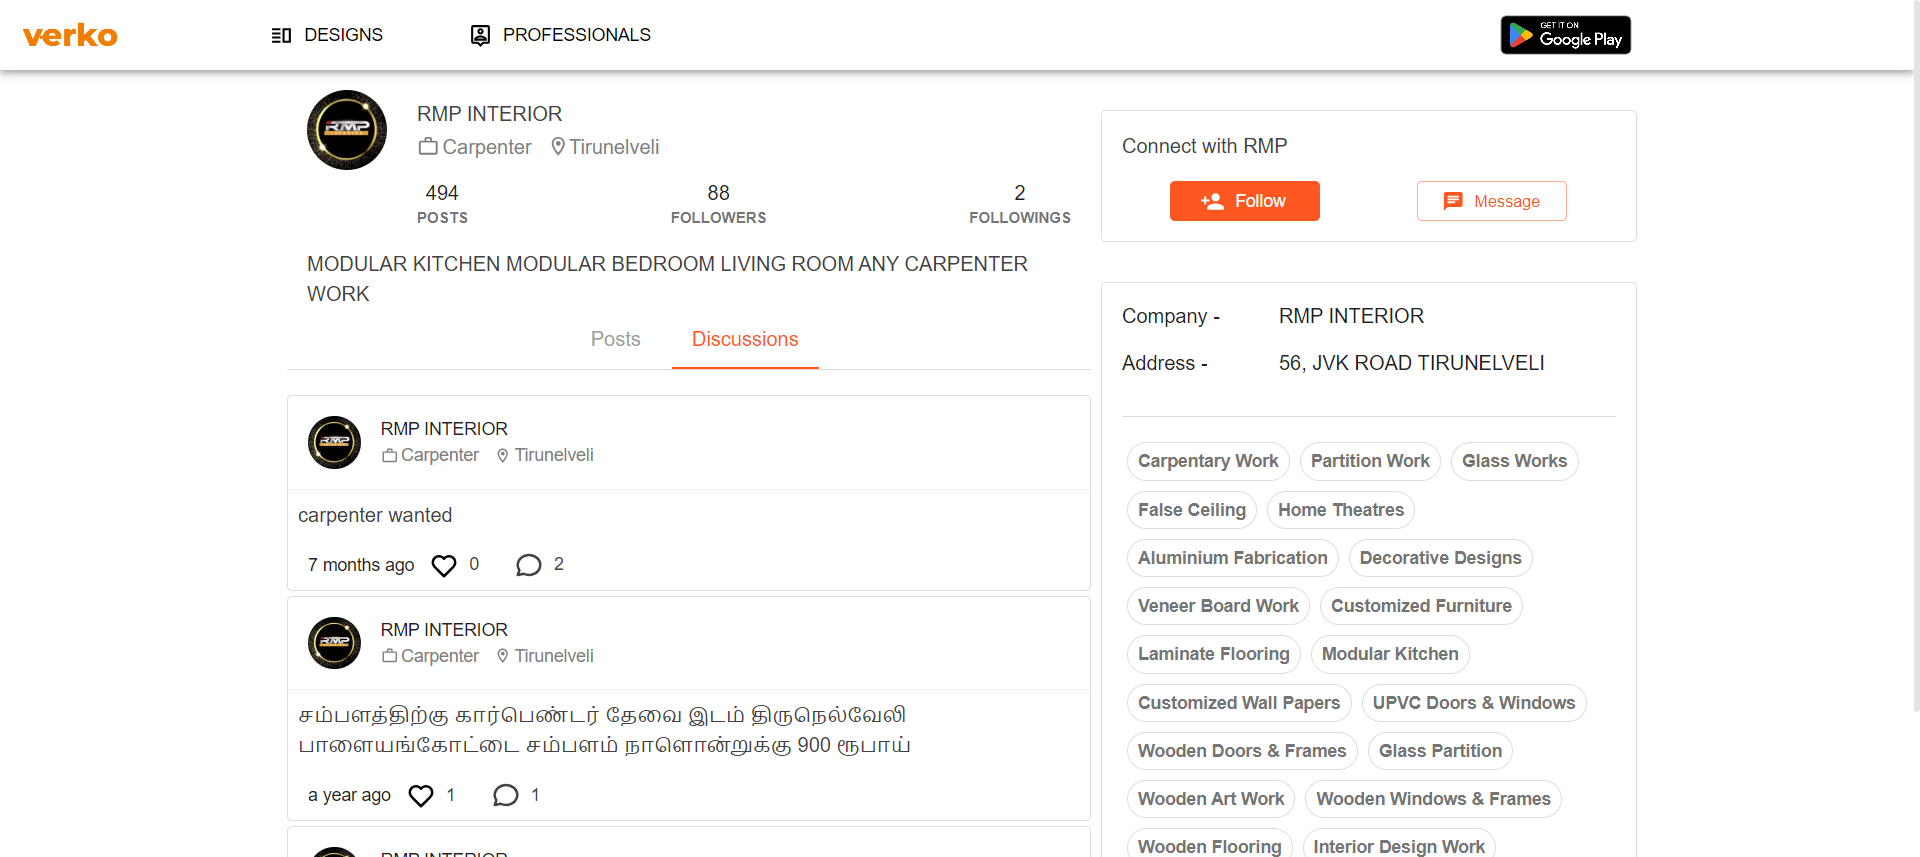 verko
DESIGNS
PROFESSIONALS
GET IT ON
Google Play
RMP INTERIOR
Carpenter Tirunelveli
494 88 2
POSTS FOLLOWERS FOLLOWINGS
MODULAR KITCHEN MODULAR BEDROOM LIVING ROOM ANY CARPENTER
WORK
Posts Discussions
RMP
RMP INTERIOR
Carpenter Tirunelveli
carpenter wanted
7 months ago 0 2
RMP
RMP INTERIOR
Carpenter Tirunelveli
சம்பளத்திற்கு கார்பெண்டர் தேவை இடம் திருநெல்வேலி
பாளையங்கோட்டை சம்பளம் நாளொன்றுக்கு 900 ரூபாய்
a year ago 1 1
RMP INTERIOR
Connect with RMP
Follow Message
Company - RMP INTERIOR
Address - 56, JVK ROAD TIRUNELVELI
Carpentary Work Partition Work Glass Works
False Ceiling Home Theatres
Aluminium Fabrication Decorative Designs
Veneer Board Work Customized Furniture
Laminate Flooring Modular Kitchen
Customized Wall Papers UPVC Doors & Windows
Wooden Doors & Frames Glass Partition
Wooden Art Work Wooden Windows & Frames
Wooden Flooring Interior Design Work